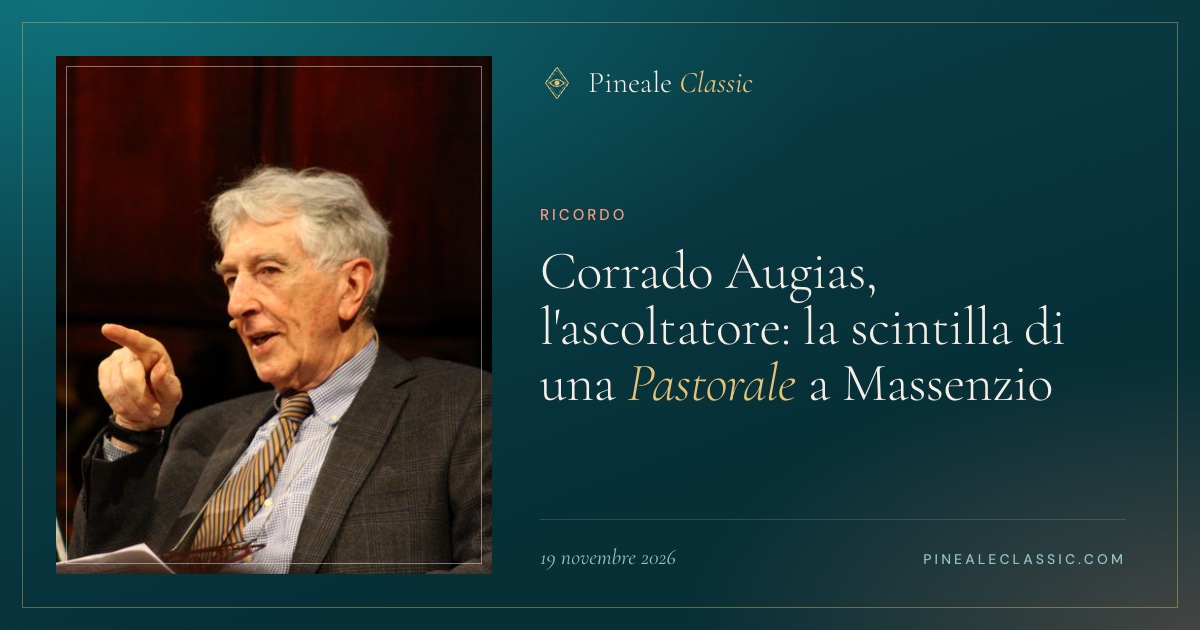 Pineale Classic
RICORDO
Corrado Augias,
l'ascoltatore: la scintilla di
una Pastorale a Massenzio
19 novembre 2026
PINEALECLASSIC.COM